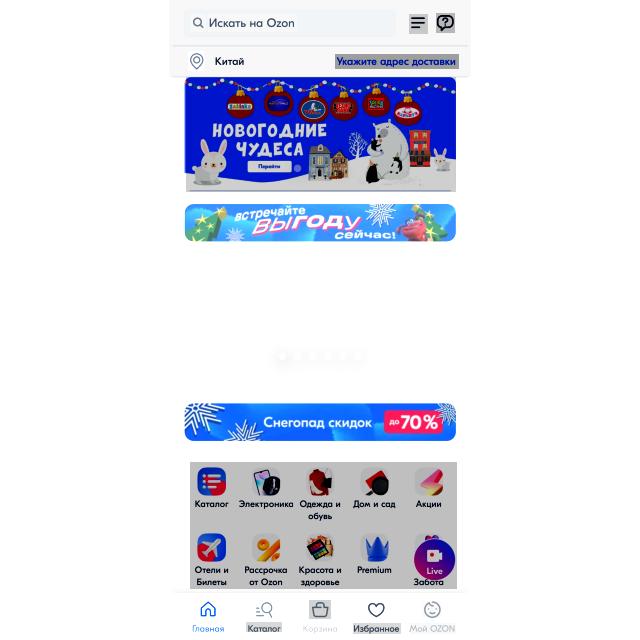 Искать на Ozon
Китай
Укажите адрес доставки
НОВОГОДНИЕ
ЧУДЕСА
Перейти
встречайте
ВЫГОДУ
сейчас!
Снегопад скидок
до 70%
Каталог
Электроника
Одежда и
обувь
Дом и сад
Акции
Отели и
Билеты
Рассрочка
от Ozon
Красота и
здоровье
Premium
Live
Забота
Главная
Каталог
Корзина
Избранное
Мой OZON